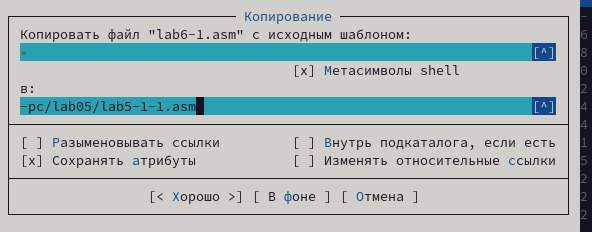 Копирование
Копировать файл "lab6-1.asm" с исходным шаблоном:
* [^]
[x] Метасимволы shell
в:
-pc/lab05/lab5-1-1.asm [^]
[ ] Разыменовывать ссылки [ ] Внутрь подкаталога, если есть
[x] Сохранять атрибуты [ ] Изменять относительные ссылки
[< Хорошо >] [ В фоне ] [ Отмена ]